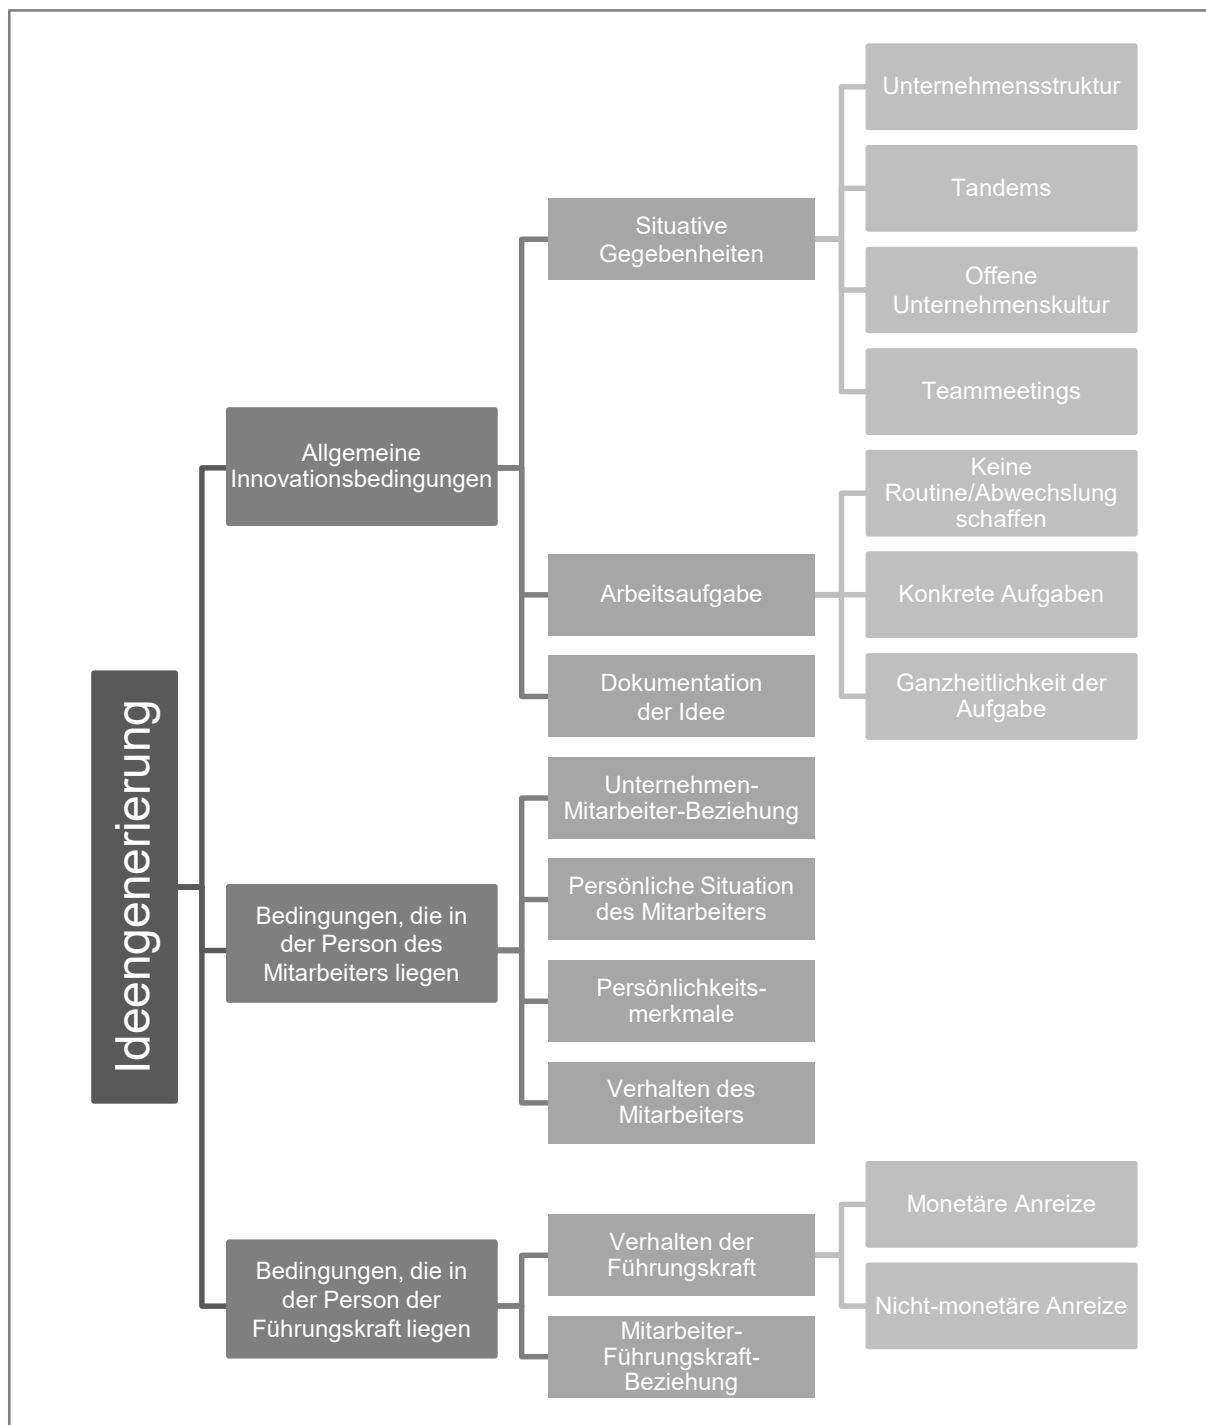 Ideengenerierung
Allgemeine
Innovationsbedingungen
Situative
Gegebenheiten
Unternehmensstruktur
Tandems
Offene
Unternehmenskultur
Teammeetings
Arbeitsaufgabe
Keine
Routine/Abwechslung
schaffen
Konkrete Aufgaben
Ganzheitlichkeit der
Aufgabe
Dokumentation
der Idee
Bedingungen, die in
der Person des
Mitarbeiters liegen
Unternehmen-
Mitarbeiter-Beziehung
Persönliche Situation
des Mitarbeiters
Persönlichkeits-
merkmale
Verhalten des
Mitarbeiters
Bedingungen, die in
der Person der
Führungskraft liegen
Verhalten der
Führungskraft
Monetäre Anreize
Nicht-monetäre Anreize
Mitarbeiter-
Führungskraft-
Beziehung